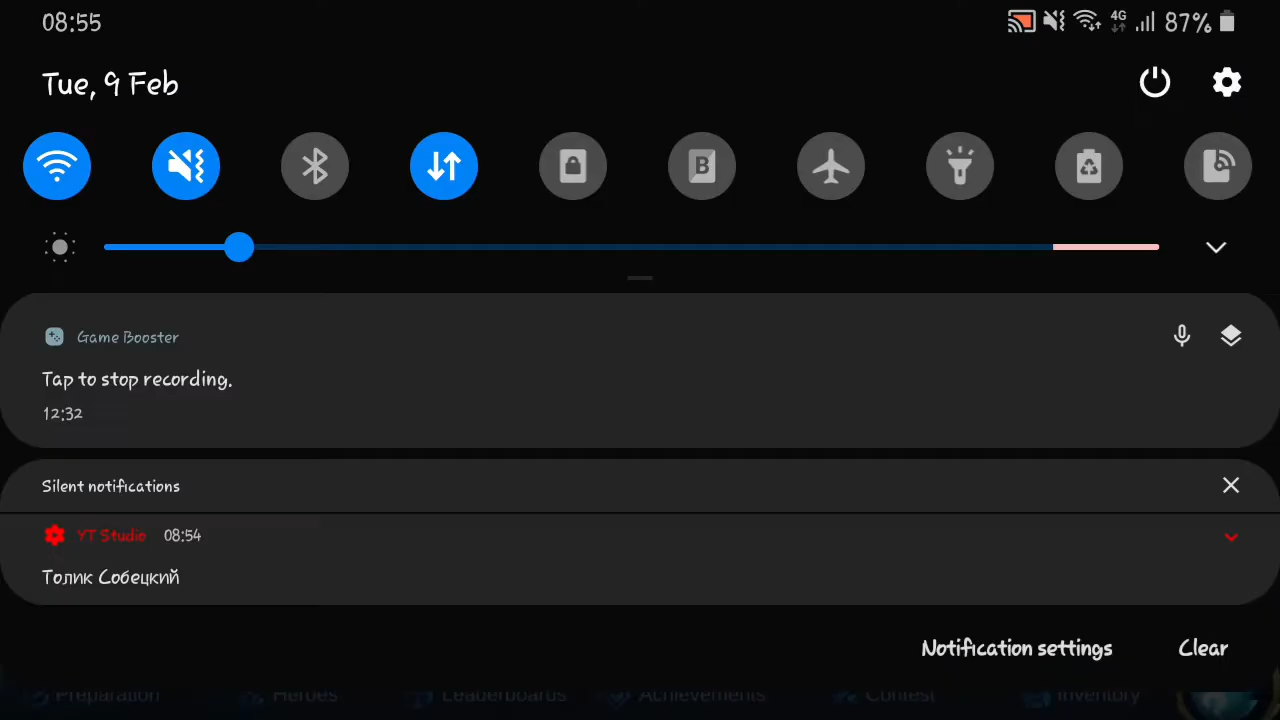 08:55
4G 87%
Tue, 9 Feb
B
Game Booster
Tap to stop recording.
12:32
Silent notifications
YT Studio 08:54
Толик Собецкий
Notification settings Clear
Preparation Heroes Leaderboards Achievements Contest Inventory